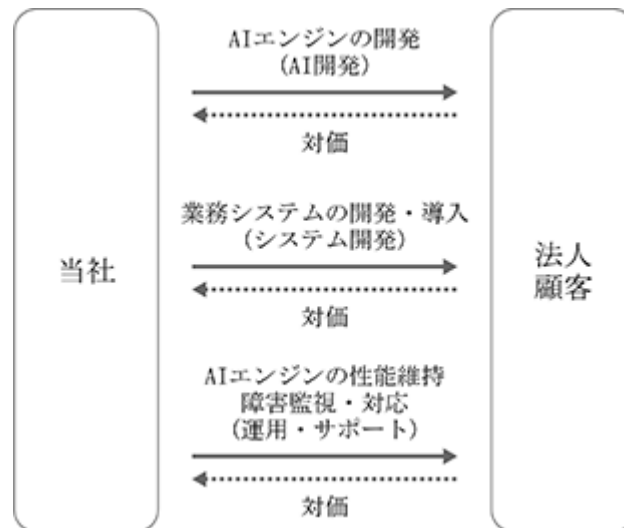 AIエンジンの開発
(AI開発)
対価
業務システムの開発・導入
(システム開発)
対価
当社
法人
顧客
AIエンジンの性能維持
障害監視・対応
(運用・サポート)
対価